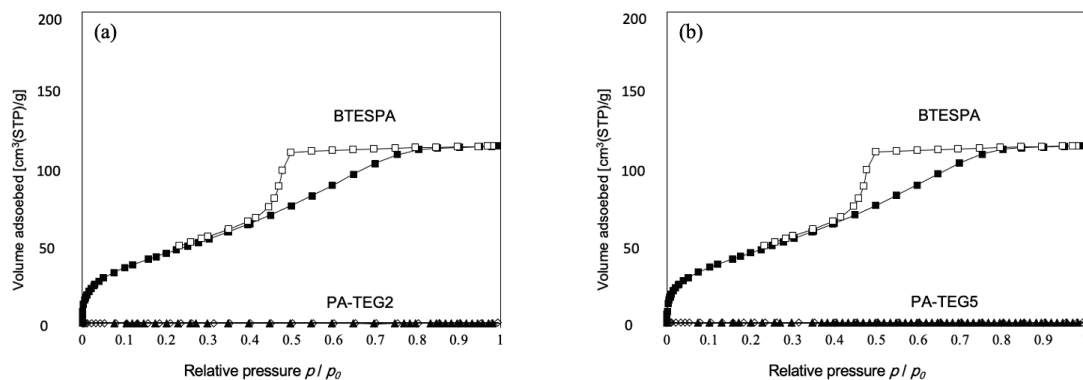 (a)
200
150
100
50
0
Volume adsoebed [cm³(STP)/g]
BTESPA
PA-TEG2
0 0.1 0.2 0.3 0.4 0.5 0.6 0.7 0.8 0.9 1
Relative pressure p / p₀
(b)
200
150
100
50
0
Volume adsoebed [cm³(STP)/g]
BTESPA
PA-TEG5
0 0.1 0.2 0.3 0.4 0.5 0.6 0.7 0.8 0.9
Relative pressure p / p₀